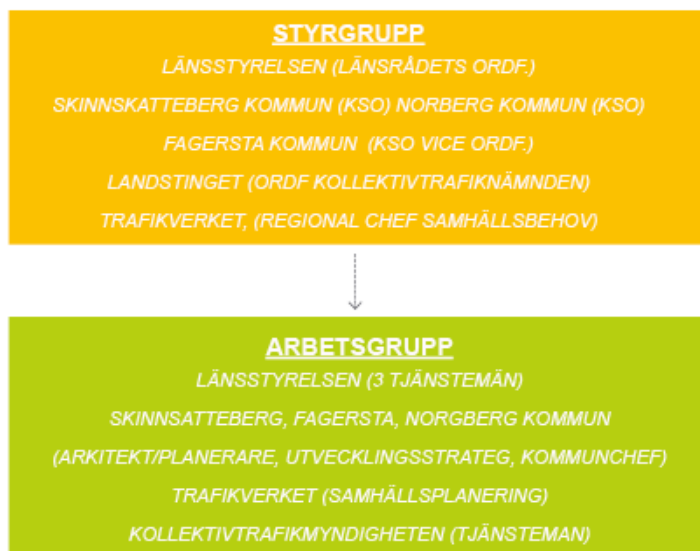 STYRGRUPP
LÄNSSTYRELSEN (LÄNSRÅDETS ORDF.)
SKINNSKATTEBERG KOMMUN (KSO) NORBERG KOMMUN (KSO)
FAGERSTA KOMMUN (KSO VICE ORDF.)
LANDSTINGET (ORDF KOLLEKTIVTRAFIKNÄMNDEN)
TRAFIKVERKET, (REGIONAL CHEF SAMHÄLLSBEHOV)
ARBETSGRUPP
LÄNSSTYRELSEN (3 TJÄNSTEMÄN)
SKINNSATTEBERG, FAGERSTA, NORGBERG KOMMUN
(ARKITEKT/PLANERARE, UTVECKLINGSSTRATEG, KOMMUNCHEF)
TRAFIKVERKET (SAMHÄLLSPLANERING)
KOLLEKTIVTRAFIKMYNDIGHETEN (TJÄNSTEMAN)